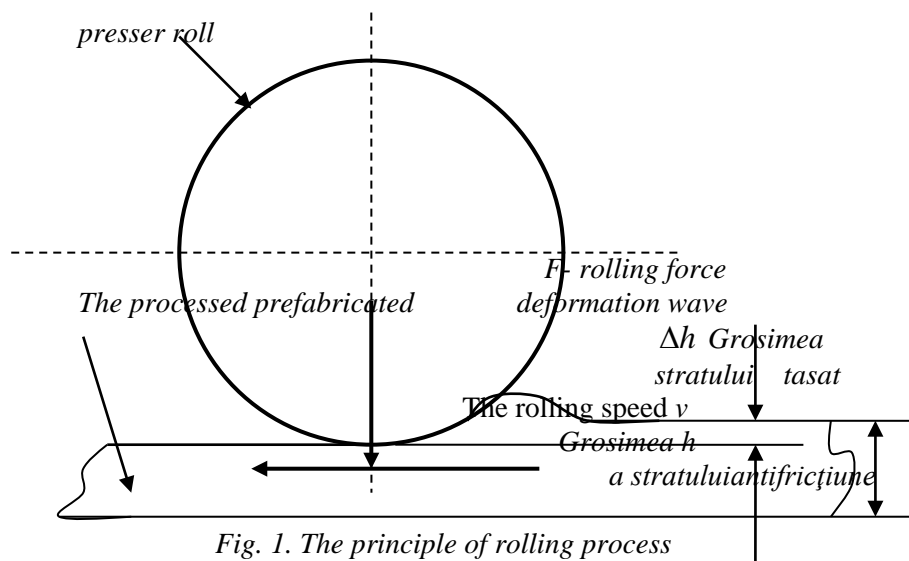 presser roll
F- rolling force
The processed prefabricated
deformation wave
Δh Grosimea
stratului tasat
The rolling speed v
Grosimea h
a stratuluiantifricţiune
Fig. 1. The principle of rolling process